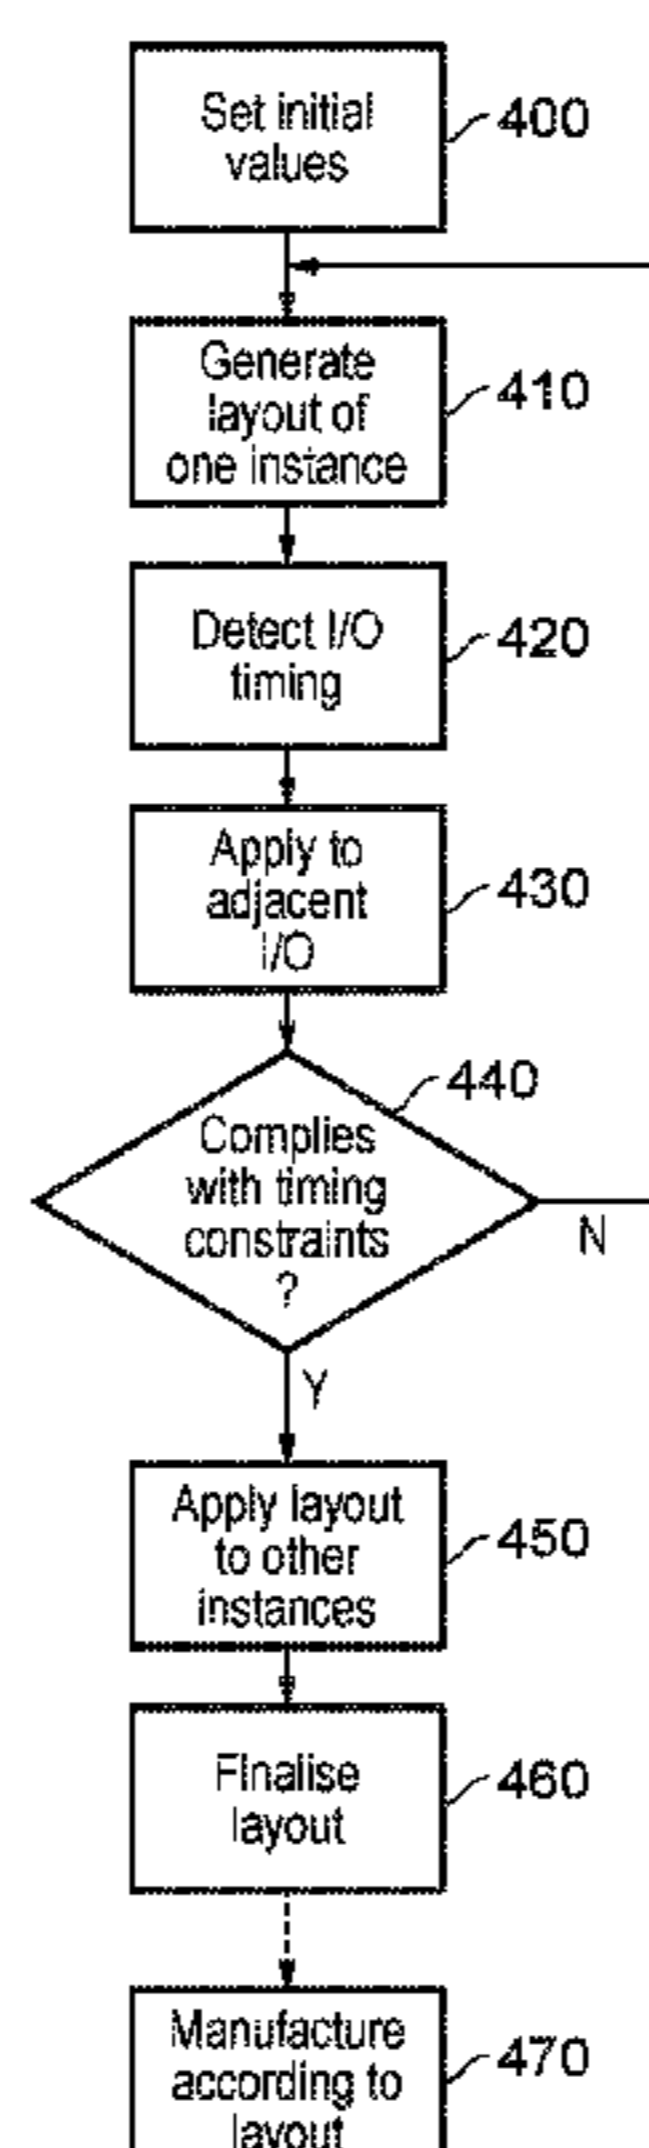 Set initial
values
400
Generate
layout of
one instance
410
Detect I/O
timing
420
Apply to
adjacent
I/O
430
440
Complies
with timing
constraints
?
N
Y
Apply layout
to other
instances
450
Finalise
layout
460
Manufacture
according to
layout
470